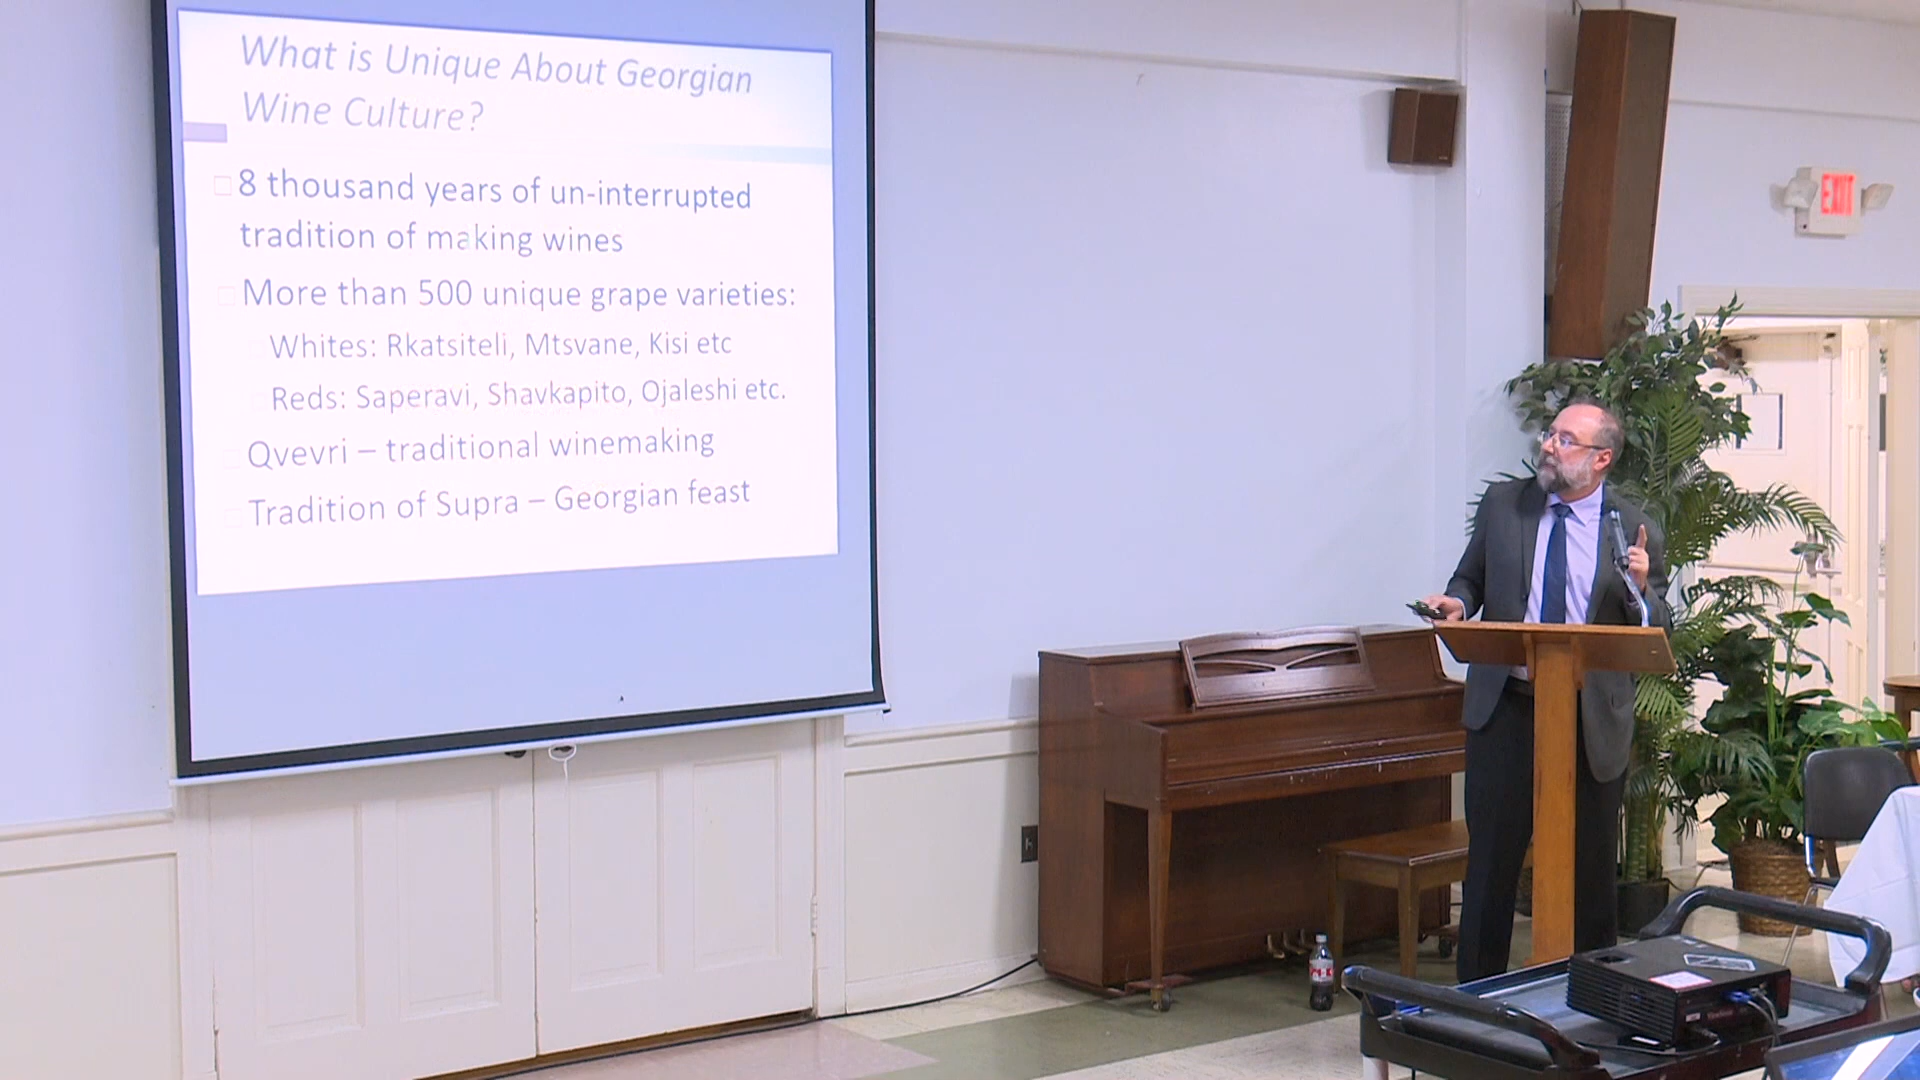 What is Unique About Georgian
Wine Culture?
8 thousand years of un-interrupted
tradition of making wines
More than 500 unique grape varieties:
Whites: Rkatsiteli, Mtsvane, Kisi etc
Reds: Saperavi, Shavkapito, Ojaleshi etc.
Qvevri – traditional winemaking
Tradition of Supra – Georgian feast
EXIT